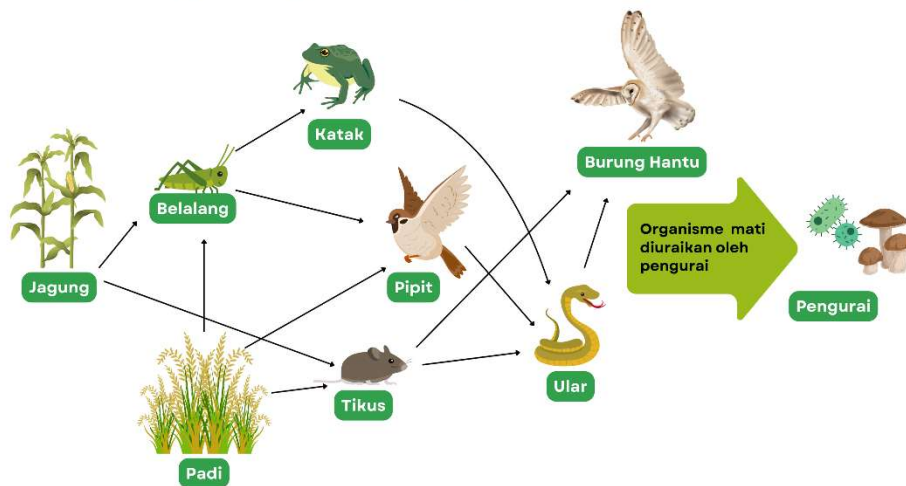 Katak
Burung Hantu
Belalang
Organisme mati
diuraikan oleh
pengurai
Jagung
Pipit
Pengurai
Tikus
Ular
Padi